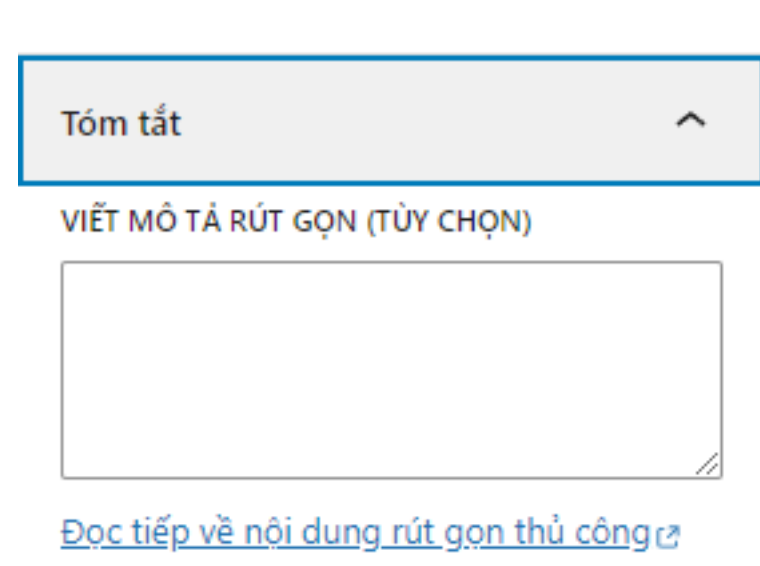 Tóm tắt
VIẾT MÔ TẢ RÚT GỌN (TÙY CHỌN)
Đọc tiếp về nội dung rút gọn thủ công